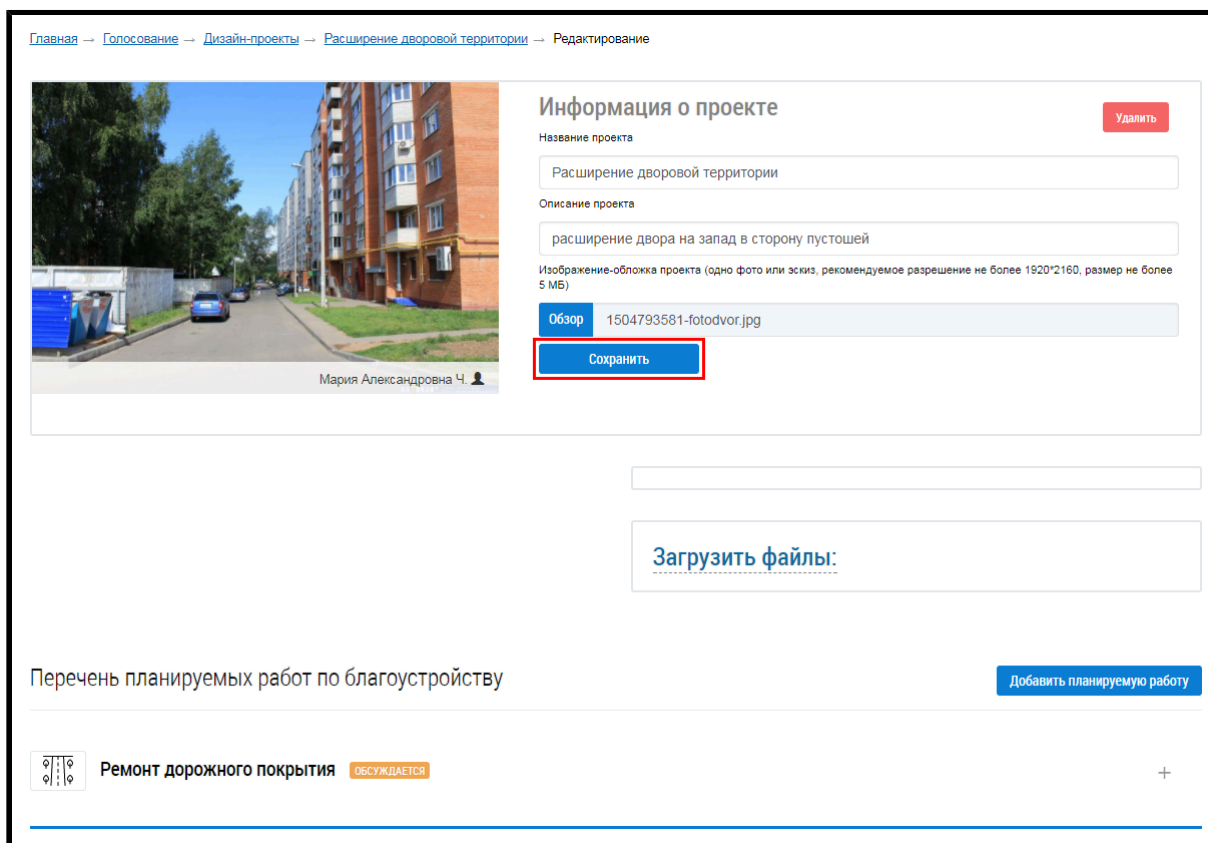 Главная → Голосование → Дизайн-проекты → Расширение дворовой территории → Редактирование
Информация о проекте
Удалить
Название проекта
Расширение дворовой территории
Описание проекта
расширение двора на запад в сторону пустошей
Изображение-обложка проекта (одно фото или эскиз, рекомендуемое разрешение не более 1920*2160, размер не более
5 МБ)
Обзор 1504793581-fotodvor.jpg
Сохранить
Мария Александровна Ч.
Загрузить файлы:
Перечень планируемых работ по благоустройству
Добавить планируемую работу
Ремонт дорожного покрытия ОБСУЖДАЕТСЯ +